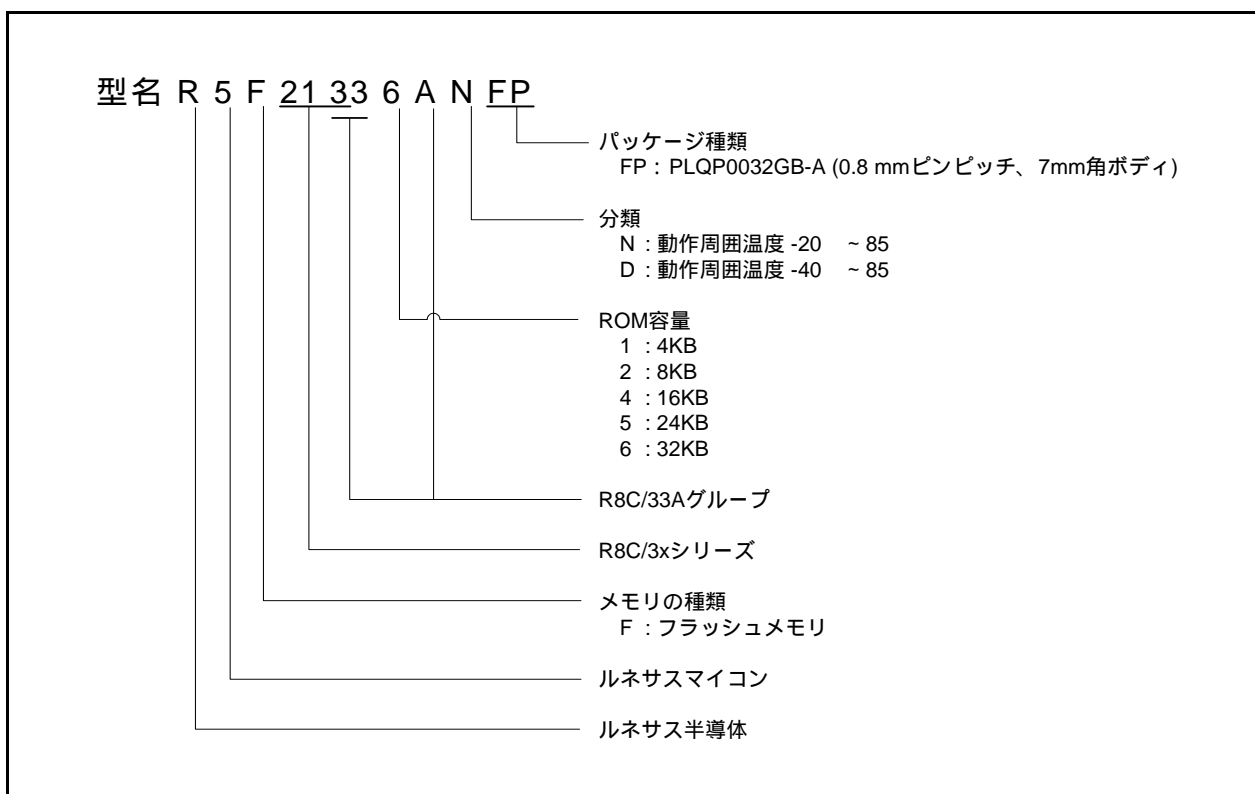 型名 R 5 F 21 33 6 A N FP
パッケージ種類
FP : PLQP0032GB-A (0.8 mmピンピッチ、7mm角ボディ)
分類
N : 動作周囲温度 -20 ~ 85
D : 動作周囲温度 -40 ~ 85
ROM容量
1 : 4KB
2 : 8KB
4 : 16KB
5 : 24KB
6 : 32KB
R8C/33Aグループ
R8C/3xシリーズ
メモリの種類
F : フラッシュメモリ
ルネサスマイコン
ルネサス半導体